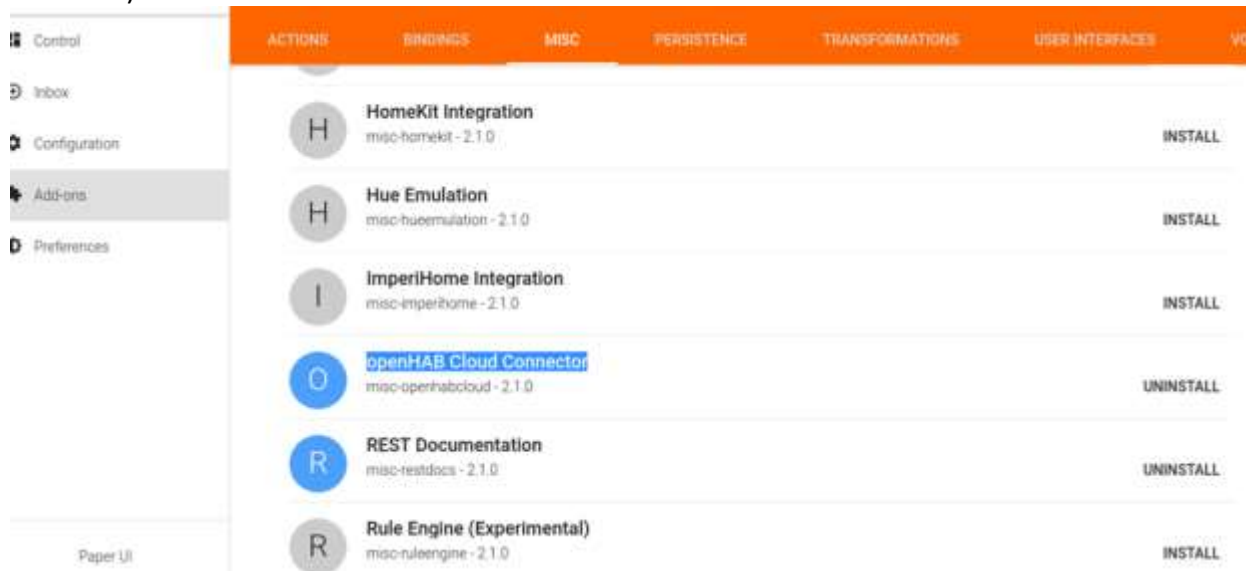 Control
Inbox
Configuration
Add-ons
Preferences
Paper UI
ACTIONS BINDINGS MISC PERSISTENCE TRANSFORMATIONS USER INTERFACES VO
H
HomeKit Integration
misc-homekit - 2.1.0
INSTALL
H
Hue Emulation
misc-hueemulation - 2.1.0
INSTALL
I
ImperiHome Integration
misc-imperihome - 2.1.0
INSTALL
O
openHAB Cloud Connector
misc-openhabcloud - 2.1.0
UNINSTALL
R
REST Documentation
misc-restdocs - 2.1.0
UNINSTALL
R
Rule Engine (Experimental)
misc-ruleengine - 2.1.0
INSTALL